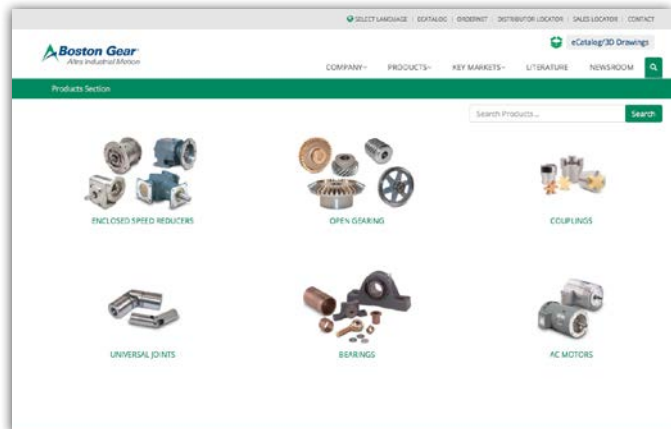 SELECT LANGUAGE | ECATALOG | ORDERNET | DISTRIBUTOR LOCATOR | SALES LOCATOR | CONTACT
Boston Gear
Altra Industrial Motion
eCatalog/3D Drawings
COMPANY PRODUCTS KEY MARKETS LITERATURE NEWSROOM
Products Section
Search Products... Search
ENCLOSED SPEED REDUCERS OPEN GEARING COUPLINGS
UNIVERSAL JOINTS BEARINGS AC MOTORS